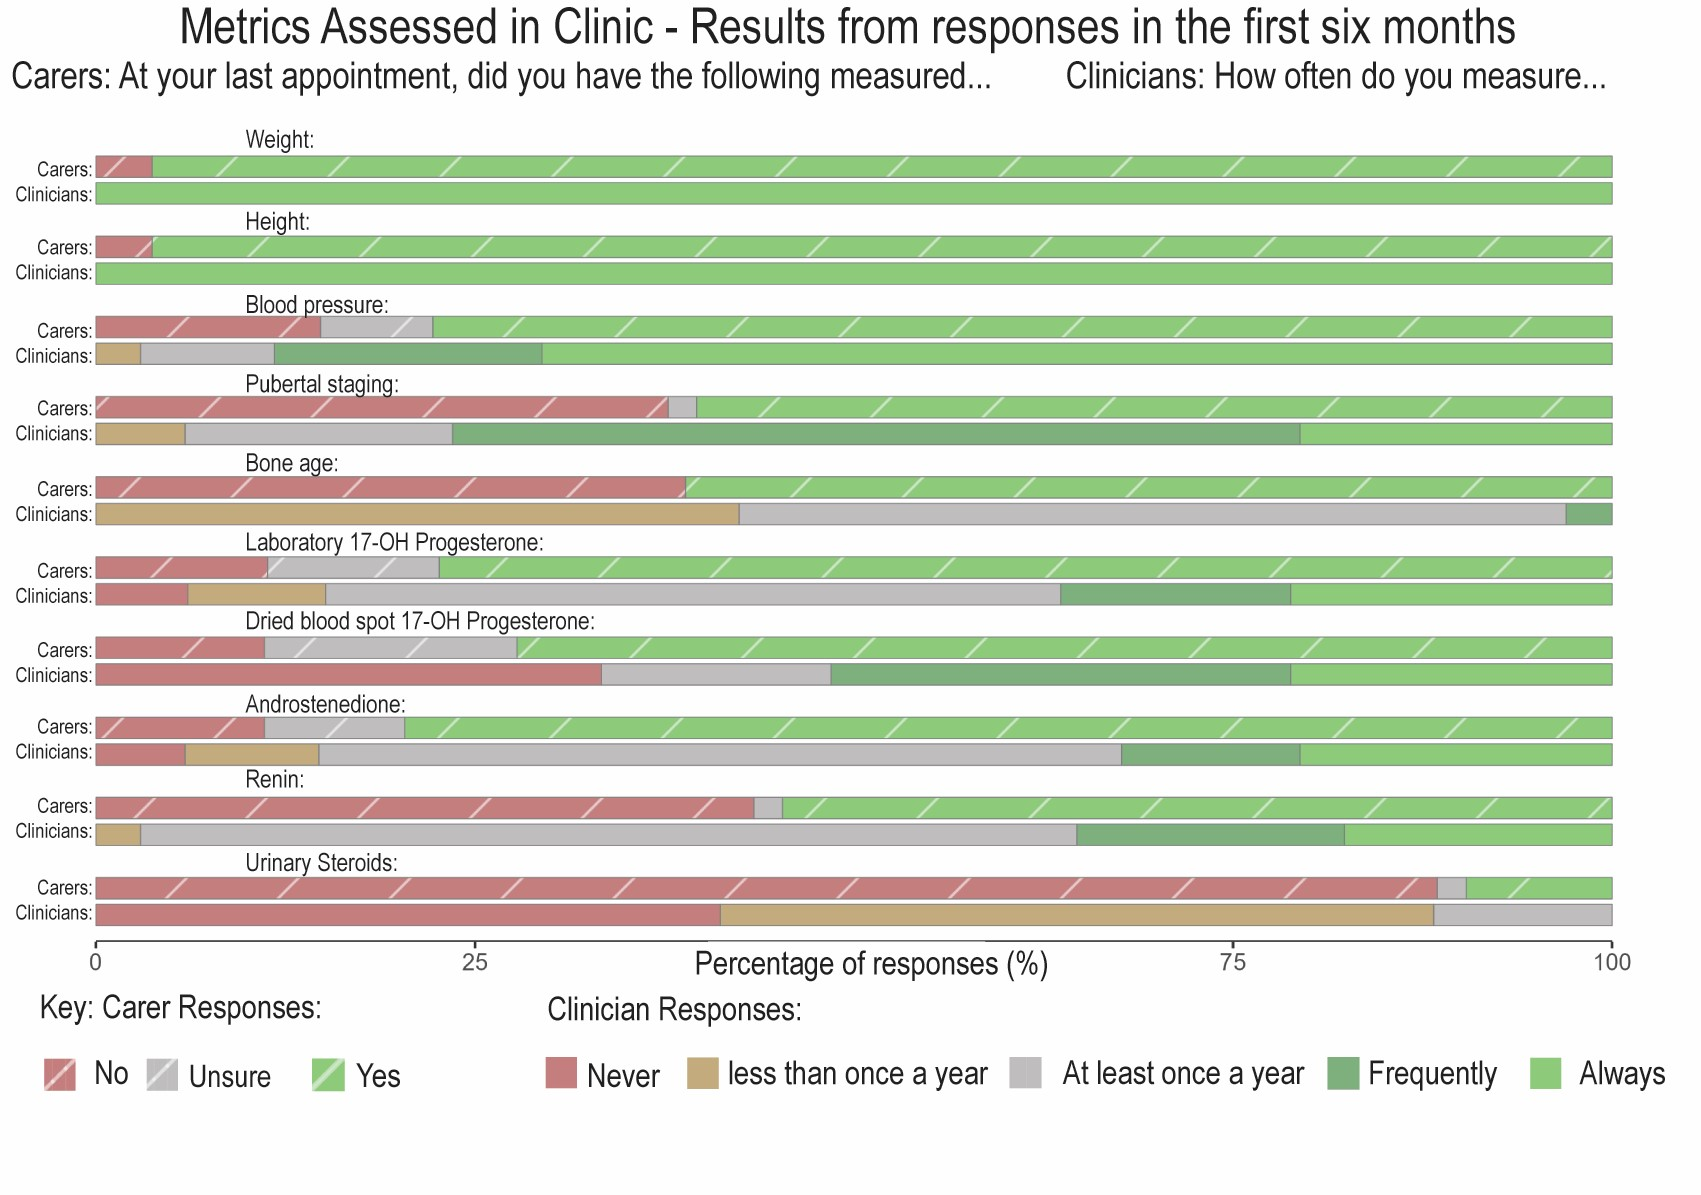 Metrics Assessed in Clinic - Results from responses in the first six months
Carers: At your last appointment, did you have the following measured... Clinicians: How often do you measure...
Weight:
Carers:
Clinicians:
Height:
Carers:
Clinicians:
Blood pressure:
Carers:
Clinicians:
Pubertal staging:
Carers:
Clinicians:
Bone age:
Carers:
Clinicians:
Laboratory 17-OH Progesterone:
Carers:
Clinicians:
Dried blood spot 17-OH Progesterone:
Carers:
Clinicians:
Androstenedione:
Carers:
Clinicians:
Renin:
Carers:
Clinicians:
Urinary Steroids:
Carers:
Clinicians:
0 25 Percentage of responses (%) 75 100
Key: Carer Responses: Clinician Responses:
No Unsure Yes Never less than once a year At least once a year Frequently Always